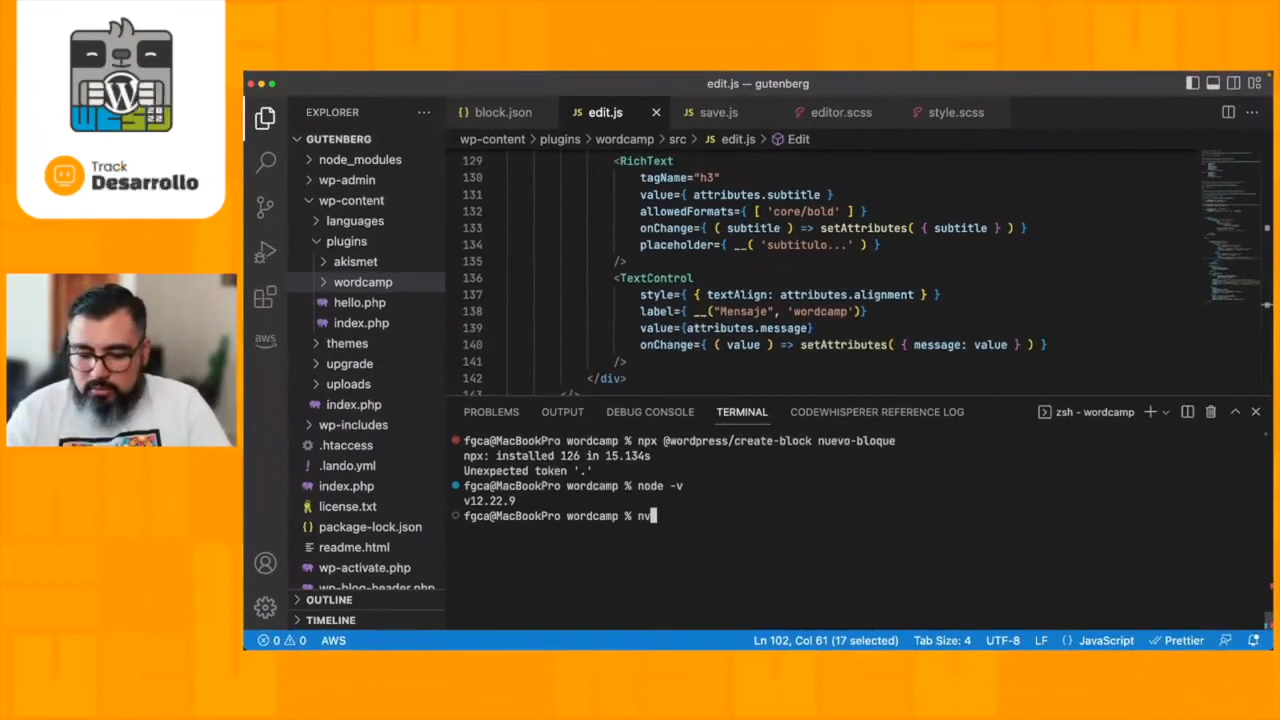 W
WCES
22
Track
Desarrollo
edit.js — gutenberg
EXPLORER
GUTENBERG
node_modules
wp-admin
wp-content
languages
plugins
akismet
wordcamp
hello.php
index.php
themes
upgrade
uploads
index.php
wp-includes
.htaccess
.lando.yml
index.php
license.txt
package-lock.json
readme.html
wp-activate.php
wp-blog-header.php
OUTLINE
TIMELINE
aws
block.json
edit.js
save.js
editor.scss
style.scss
wp-content > plugins > wordcamp > src > edit.js > Edit
129 <RichText
130 tagName="h3"
131 value={ attributes.subtitle }
132 allowedFormats={ [ 'core/bold' ] }
133 onChange={ ( subtitle ) => setAttributes( { subtitle } ) }
134 placeholder={ __( 'subtitulo...' ) }
135 />
136 <TextControl
137 style={ { textAlign: attributes.alignment } }
138 label={ __("Mensaje", 'wordcamp')}
139 value={attributes.message}
140 onChange={ ( value ) => setAttributes( { message: value } ) }
141 />
142 </div>
143 </>
PROBLEMS OUTPUT DEBUG CONSOLE TERMINAL CODEWHISPERER REFERENCE LOG
zsh - wordcamp
fgca@MacBookPro wordcamp % npx @wordpress/create-block nuevo-bloque
npx: installed 126 in 15.134s
Unexpected token '.'
fgca@MacBookPro wordcamp % node -v
v12.22.9
fgca@MacBookPro wordcamp % nv
0 0 AWS
Ln 102, Col 61 (17 selected) Tab Size: 4 UTF-8 LF { } JavaScript Prettier